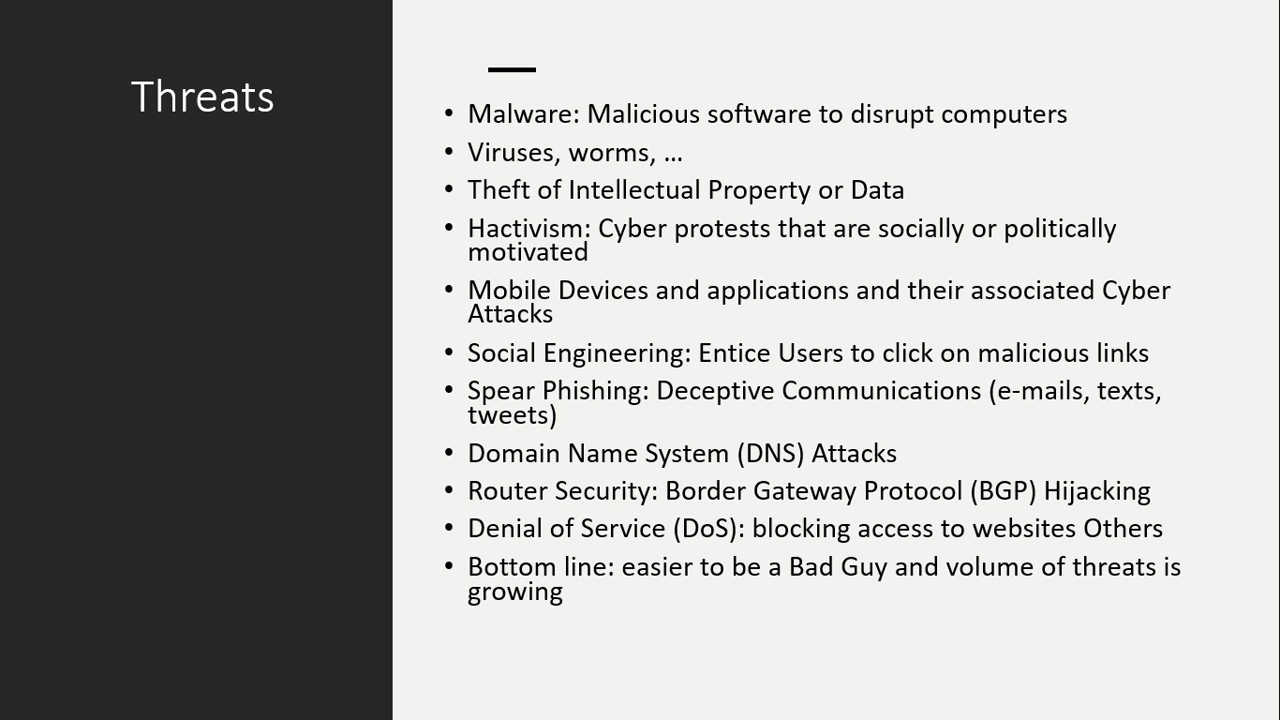 Threats
• Malware: Malicious software to disrupt computers
• Viruses, worms, ...
• Theft of Intellectual Property or Data
• Hactivism: Cyber protests that are socially or politically
motivated
• Mobile Devices and applications and their associated Cyber
Attacks
• Social Engineering: Entice Users to click on malicious links
• Spear Phishing: Deceptive Communications (e-mails, texts,
tweets)
• Domain Name System (DNS) Attacks
• Router Security: Border Gateway Protocol (BGP) Hijacking
• Denial of Service (DoS): blocking access to websites Others
• Bottom line: easier to be a Bad Guy and volume of threats is
growing